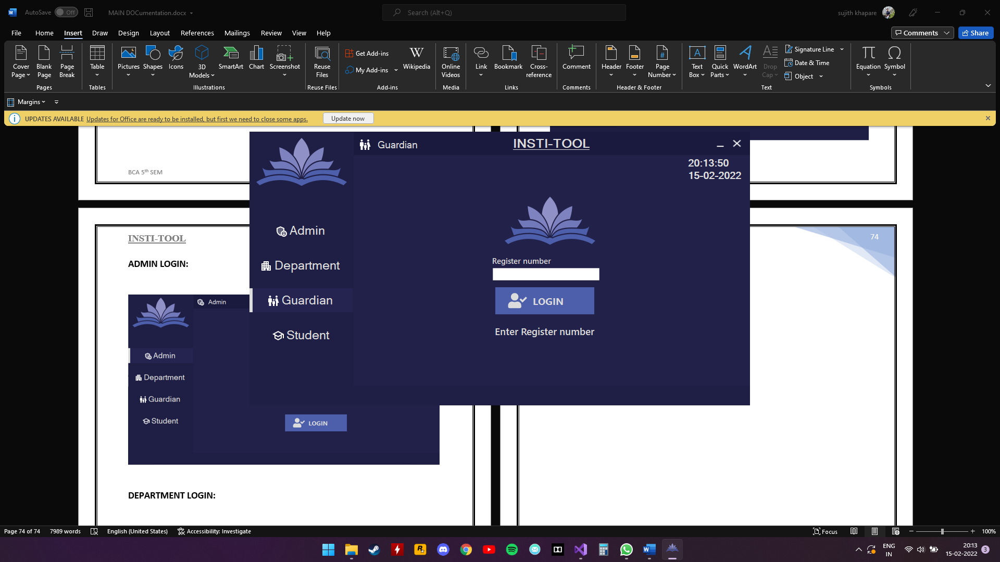 AutoSave Off MAIN DOCumentation.docx Search (Alt+Q) sujith khapare
File Home Insert Draw Design Layout References Mailings Review View Help Comments Share
Cover Page Blank Page Page Break Table Pictures Shapes Icons 3D Models SmartArt Chart Screenshot Reuse Files Get Add-ins My Add-ins Wikipedia Online Videos Link Bookmark Cross-reference Comment Header Footer Page Number Text Box Quick Parts WordArt Drop Cap Signature Line Date & Time Object Equation Symbol
Pages Tables Illustrations Reuse Files Add-ins Media Links Comments Header & Footer Text Symbols
Margins
UPDATES AVAILABLE Updates for Office are ready to be installed, but first we need to close some apps. Update now
BCA 5th SEM
Guardian INSTI-TOOL
20:13:50
15-02-2022
Admin
Department
Guardian
Student
Register number
LOGIN
Enter Register number
INSTI-TOOL
74
ADMIN LOGIN:
Admin
Admin
Department
Guardian
Student
LOGIN
DEPARTMENT LOGIN:
Page 74 of 74 7989 words English (United States) Accessibility: Investigate Focus 100%
ENG IN 20:13 15-02-2022 3